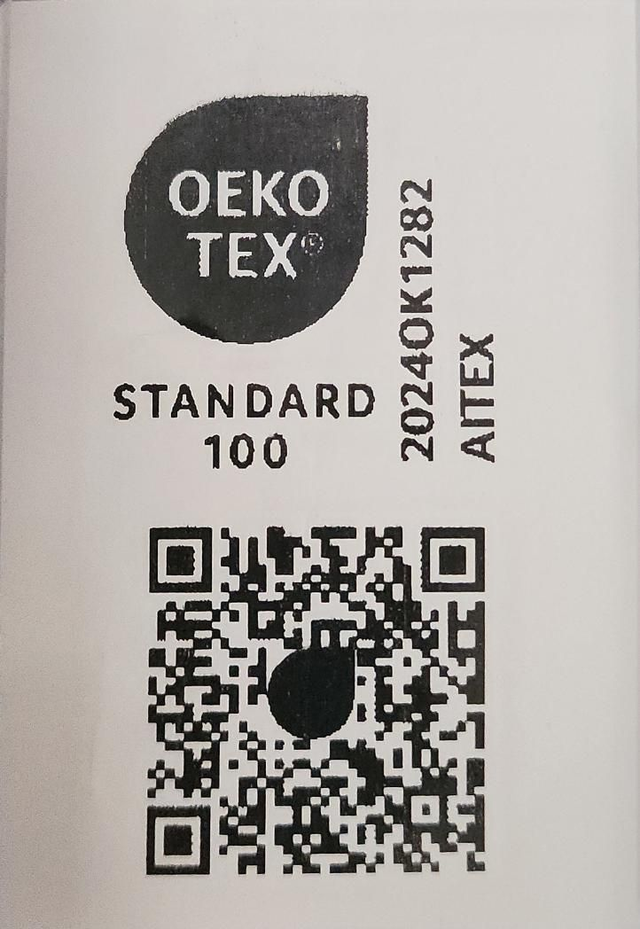 OEKO
TEX®
STANDARD
100
2024OK1282
AITEX